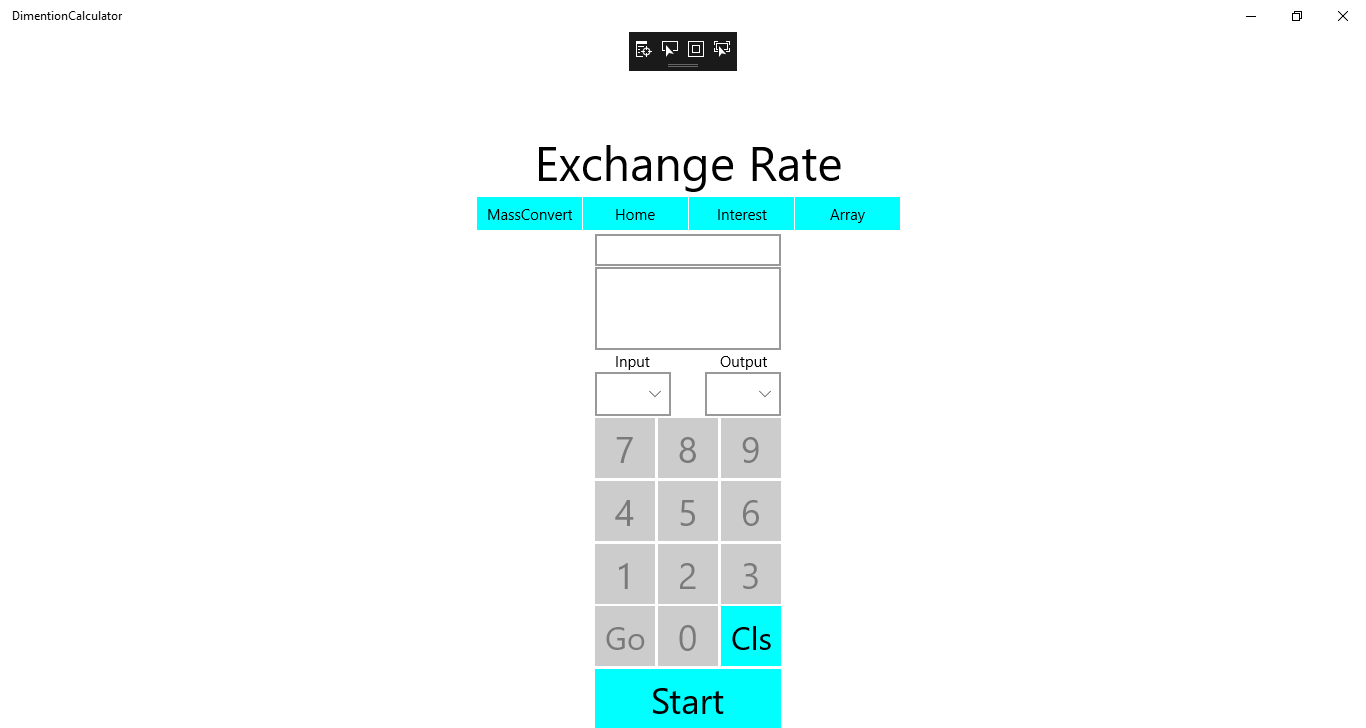 DimentionCalculator
Exchange Rate
MassConvert Home Interest Array
Input Output
7 8 9
4 5 6
1 2 3
Go 0 Cls
Start